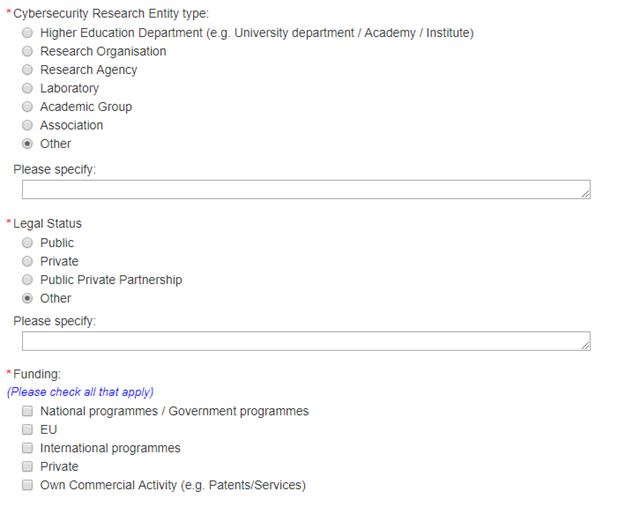 * Cybersecurity Research Entity type:
Higher Education Department (e.g. University department / Academy / Institute)
Research Organisation
Research Agency
Laboratory
Academic Group
Association
Other
Please specify:
* Legal Status
Public
Private
Public Private Partnership
Other
Please specify:
* Funding:
(Please check all that apply)
National programmes / Government programmes
EU
International programmes
Private
Own Commercial Activity (e.g. Patents/Services)